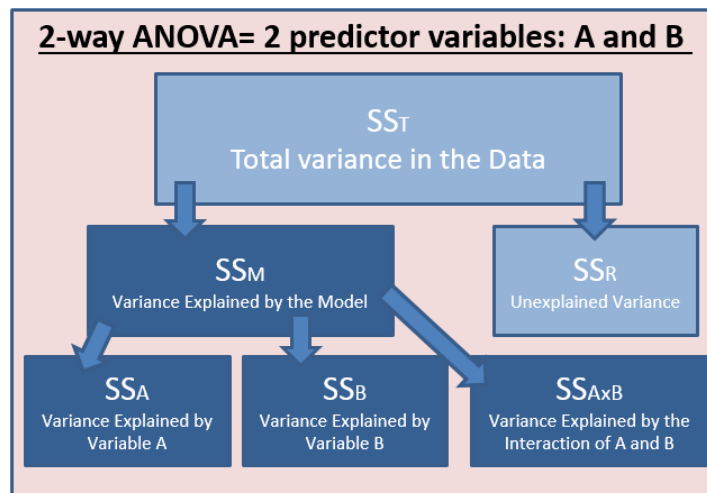 2-way ANOVA= 2 predictor variables: A and B
SST
Total variance in the Data
SSM
Variance Explained by the Model
SSR
Unexplained Variance
SSA
Variance Explained by
Variable A
SSB
Variance Explained by
Variable B
SSAxB
Variance Explained by the
Interaction of A and B